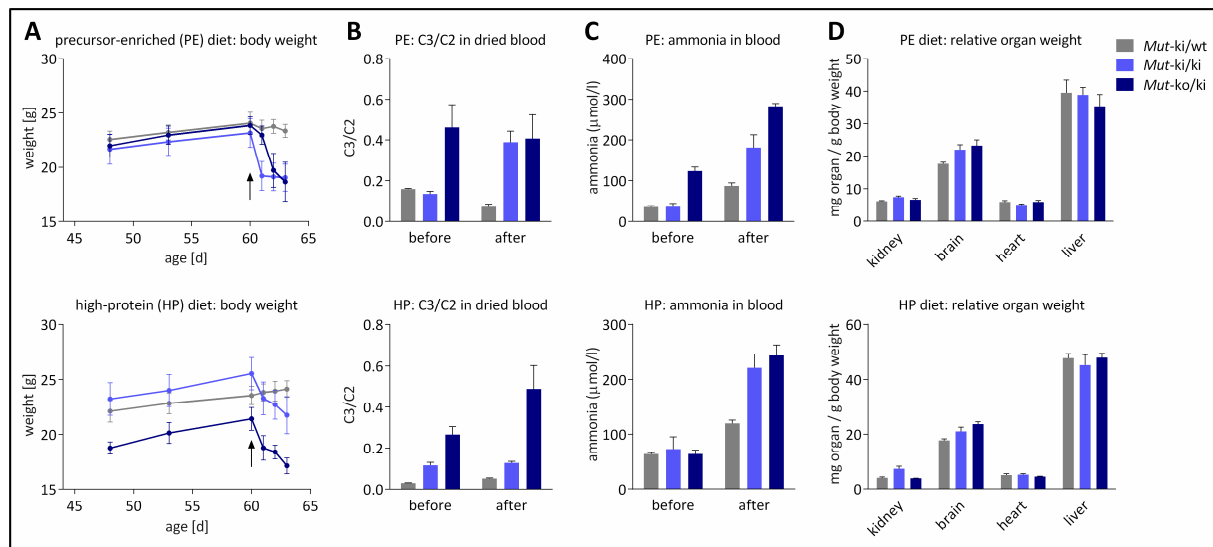 A
precursor-enriched (PE) diet: body weight
30
25
20
15
weight [g]
45 50 55 60 65
age [d]
high-protein (HP) diet: body weight
30
25
20
15
weight [g]
45 50 55 60 65
age [d]
B
PE: C3/C2 in dried blood
0.8
0.6
0.4
0.2
0.0
C3/C2
before after
HP: C3/C2 in dried blood
0.8
0.6
0.4
0.2
0.0
C3/C2
before after
C
PE: ammonia in blood
400
300
200
100
0
ammonia (µmol/l)
before after
HP: ammonia in blood
300
200
100
0
ammonia (µmol/l)
before after
D
PE diet: relative organ weight
50
40
30
20
10
0
mg organ / g body weight
kidney brain heart liver
Mut-ki/wt
Mut-ki/ki
Mut-ko/ki
HP diet: relative organ weight
60
40
20
0
mg organ / g body weight
kidney brain heart liver